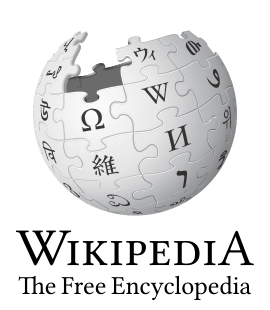 ウィ
W
Ω
И
維
WIKIPEDIA
The Free Encyclopedia